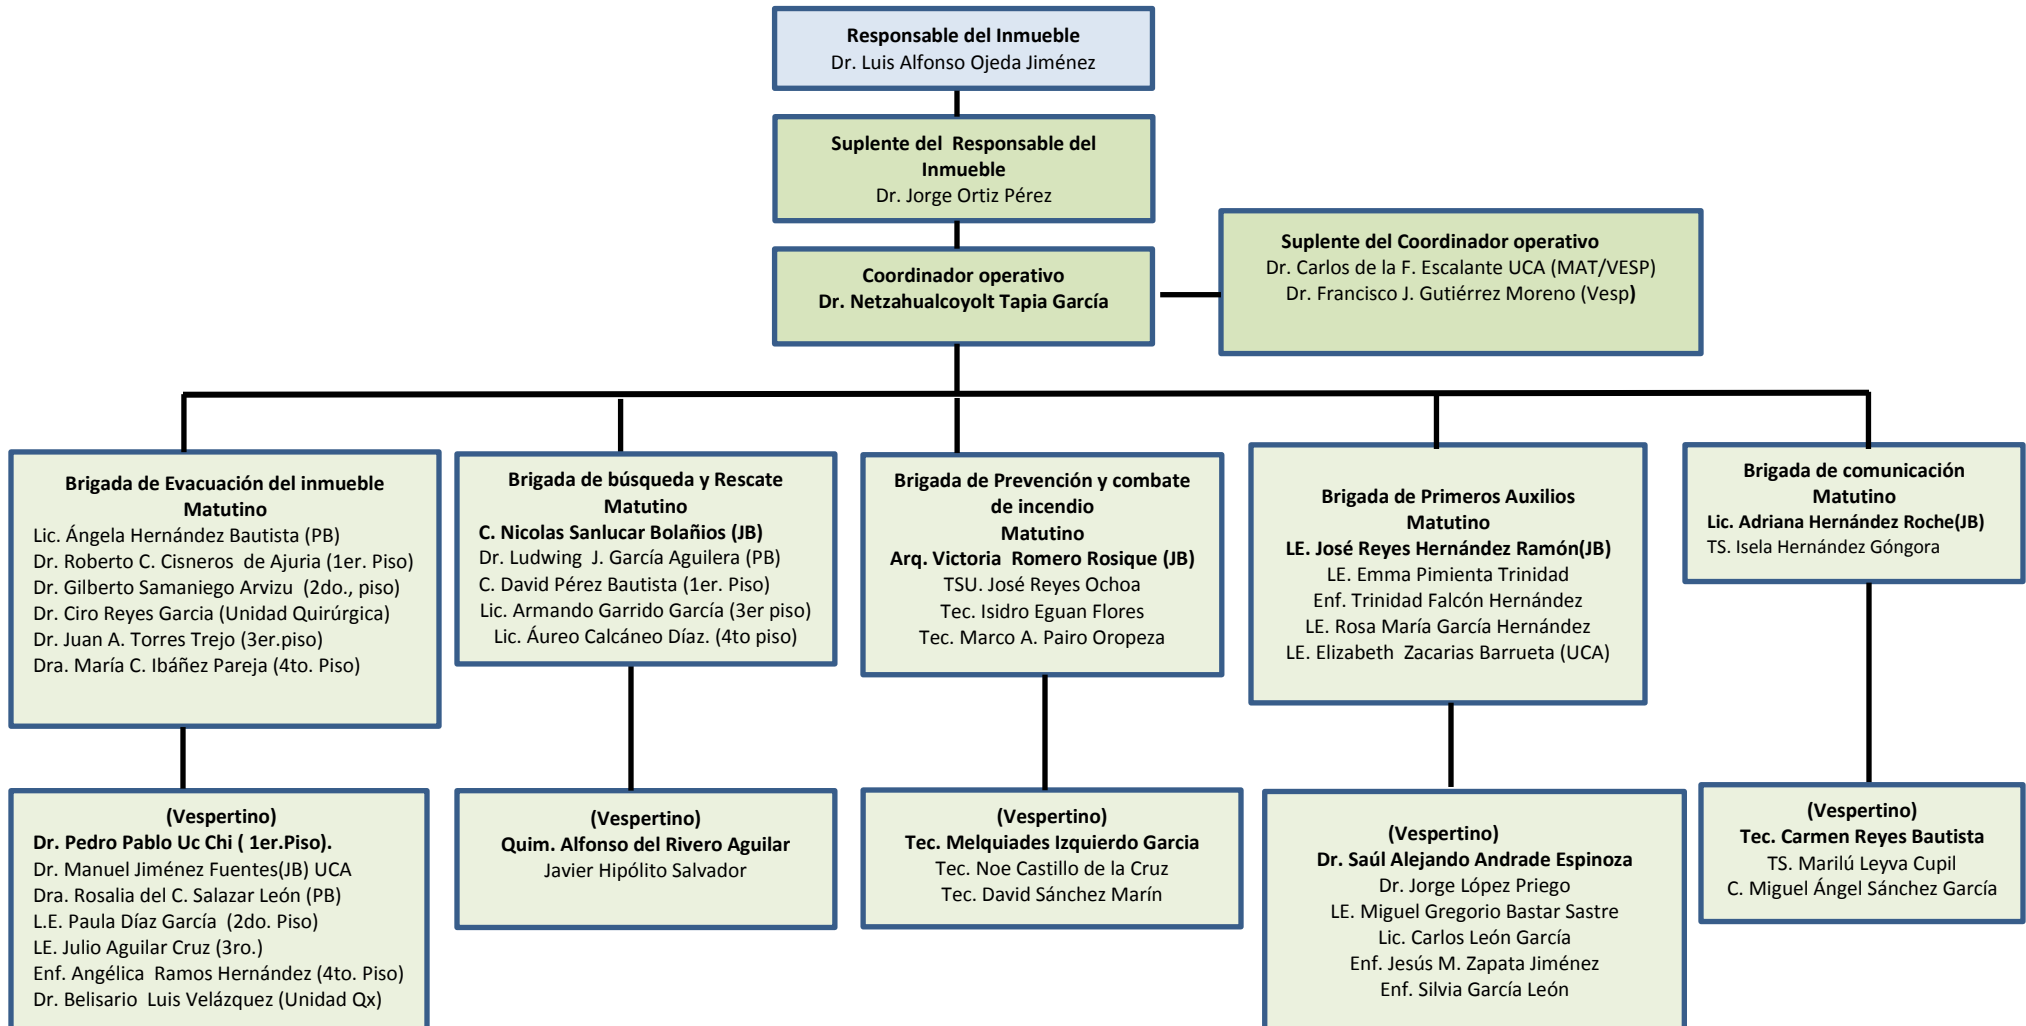 Responsable del Inmueble
Dr. Luis Alfonso Ojeda Jiménez
Suplente del Responsable del
Inmueble
Dr. Jorge Ortiz Pérez
Coordinador operativo
Dr. Netzahualcoyolt Tapia García
Suplente del Coordinador operativo
Dr. Carlos de la F. Escalante UCA (MAT/VESP)
Dr. Francisco J. Gutiérrez Moreno (Vesp)
Brigada de Evacuación del inmueble
Matutino
Lic. Ángela Hernández Bautista (PB)
Dr. Roberto C. Cisneros de Ajuria (1er. Piso)
Dr. Gilberto Samaniego Arvizu (2do., piso)
Dr. Ciro Reyes Garcia (Unidad Quirúrgica)
Dr. Juan A. Torres Trejo (3er.piso)
Dra. María C. Ibáñez Pareja (4to. Piso)
Brigada de búsqueda y Rescate
Matutino
C. Nicolas Sanlucar Bolañios (JB)
Dr. Ludwing J. García Aguilera (PB)
C. David Pérez Bautista (1er. Piso)
Lic. Armando Garrido García (3er piso)
Lic. Áureo Calcáneo Díaz. (4to piso)
Brigada de Prevención y combate
de incendio
Matutino
Arq. Victoria Romero Rosique (JB)
TSU. José Reyes Ochoa
Tec. Isidro Eguan Flores
Tec. Marco A. Pairo Oropeza
Brigada de Primeros Auxilios
Matutino
LE. José Reyes Hernández Ramón(JB)
LE. Emma Pimienta Trinidad
Enf. Trinidad Falcón Hernández
LE. Rosa María García Hernández
LE. Elizabeth Zacarias Barrueta (UCA)
Brigada de comunicación
Matutino
Lic. Adriana Hernández Roche(JB)
TS. Isela Hernández Góngora
(Vespertino)
Dr. Pedro Pablo Uc Chi ( 1er.Piso).
Dr. Manuel Jiménez Fuentes(JB) UCA
Dra. Rosalia del C. Salazar León (PB)
L.E. Paula Díaz García (2do. Piso)
LE. Julio Aguilar Cruz (3ro.)
Enf. Angélica Ramos Hernández (4to. Piso)
Dr. Belisario Luis Velázquez (Unidad Qx)
(Vespertino)
Quim. Alfonso del Rivero Aguilar
Javier Hipólito Salvador
(Vespertino)
Tec. Melquiades Izquierdo Garcia
Tec. Noe Castillo de la Cruz
Tec. David Sánchez Marín
(Vespertino)
Dr. Saúl Alejando Andrade Espinoza
Dr. Jorge López Priego
LE. Miguel Gregorio Bastar Sastre
Lic. Carlos León García
Enf. Jesús M. Zapata Jiménez
Enf. Silvia García León
(Vespertino)
Tec. Carmen Reyes Bautista
TS. Marilú Leyva Cupil
C. Miguel Ángel Sánchez García